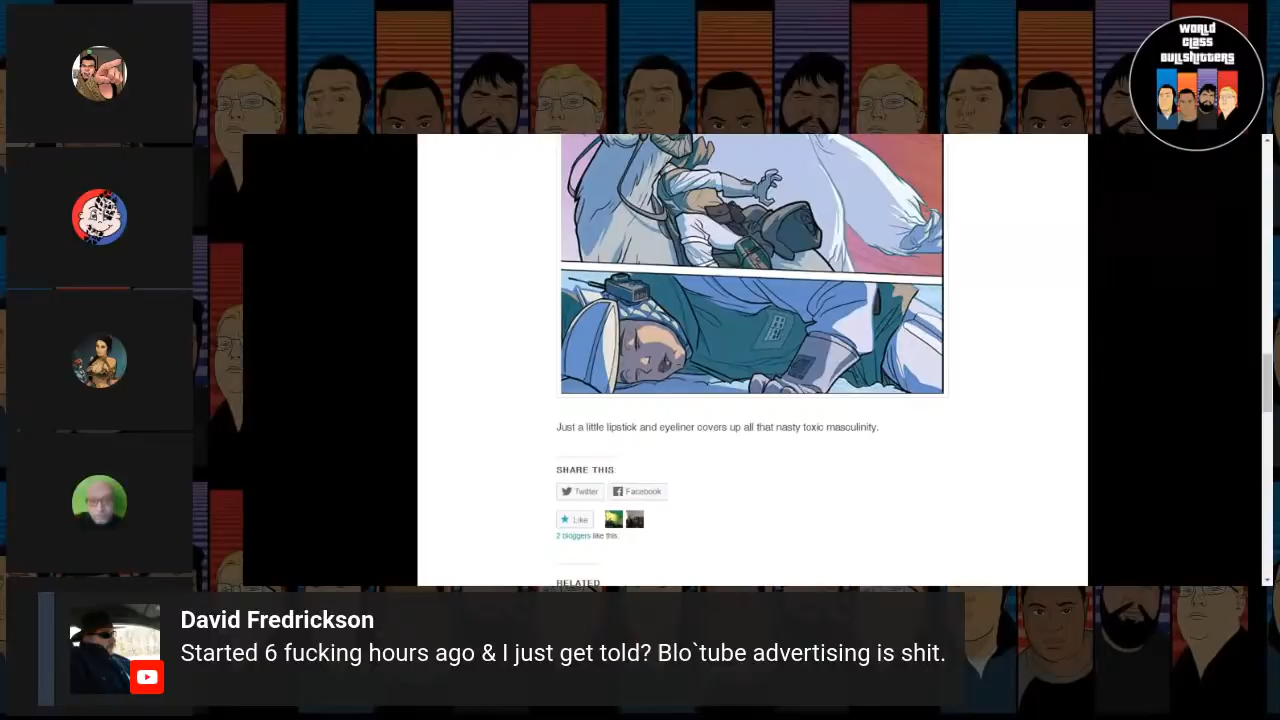 WORLD
CLASS
BULLSHITTERS
Just a little lipstick and eyeliner covers up all that nasty toxic masculinity.
SHARE THIS
Twitter
Facebook
Like
2 bloggers like this.
RELATED
David Fredrickson
Started 6 fucking hours ago & I just get told? Blo`tube advertising is shit.